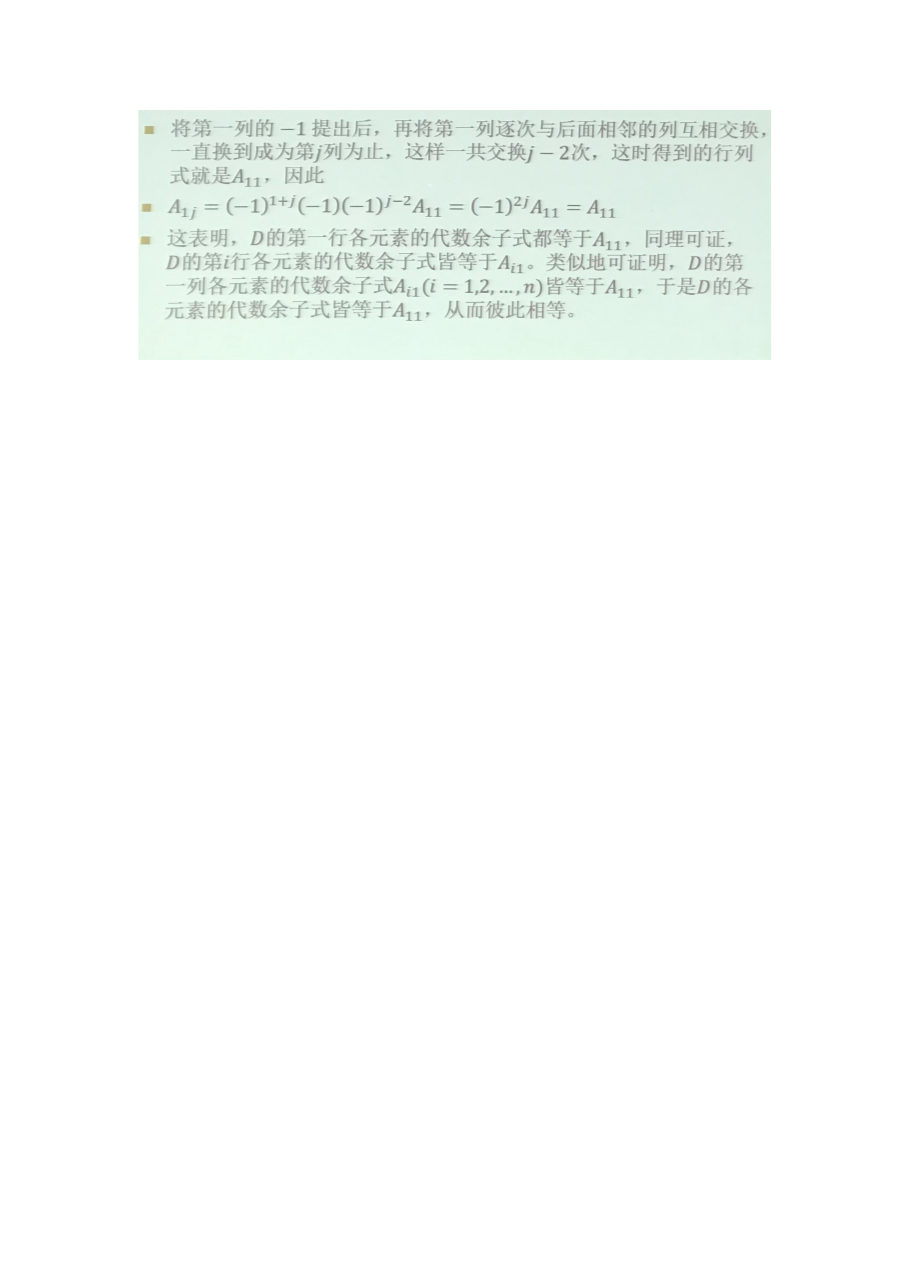 ▪ 将第一列的 −1 提出后，再将第一列逐次与后面相邻的列互相交换，
一直换到成为第j列为止，这样一共交换j − 2次，这时得到的行列
式就是A₁₁，因此
▪ A₁ⱼ = (−1)¹⁺ʲ(−1)(−1)ʲ⁻²A₁₁ = (−1)²ʲA₁₁ = A₁₁
▪ 这表明，D的第一行各元素的代数余子式都等于A₁₁，同理可证，
D的第i行各元素的代数余子式皆等于Aᵢ₁。类似地可证明，D的第
一列各元素的代数余子式Aᵢ₁(i = 1,2, … , n)皆等于A₁₁，于是D的各
元素的代数余子式皆等于A₁₁，从而彼此相等。